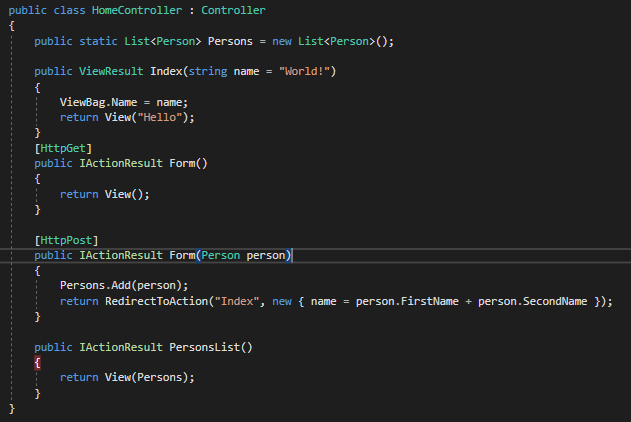 public class HomeController : Controller
{
    public static List<Person> Persons = new List<Person>();
    public ViewResult Index(string name = "World!")
    {
        ViewBag.Name = name;
        return View("Hello");
    }
    [HttpGet]
    public IActionResult Form()
    {
        return View();
    }
    [HttpPost]
    public IActionResult Form(Person person)
    {
        Persons.Add(person);
        return RedirectToAction("Index", new { name = person.FirstName + person.SecondName });
    }
    public IActionResult PersonsList()
    {
        return View(Persons);
    }
}